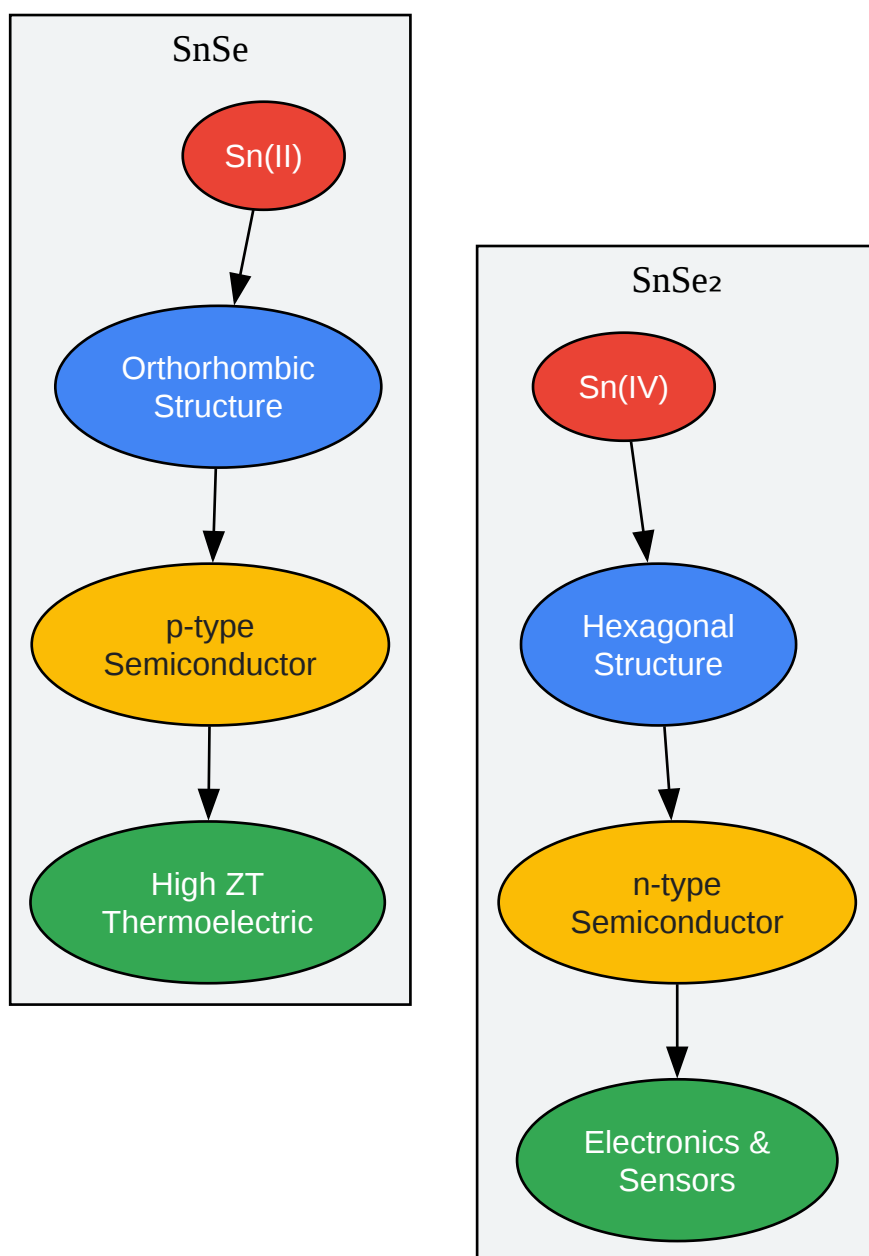 SnSe
Sn(II)
Orthorhombic
Structure
p-type
Semiconductor
High ZT
Thermoelectric
SnSe₂
Sn(IV)
Hexagonal
Structure
n-type
Semiconductor
Electronics &
Sensors